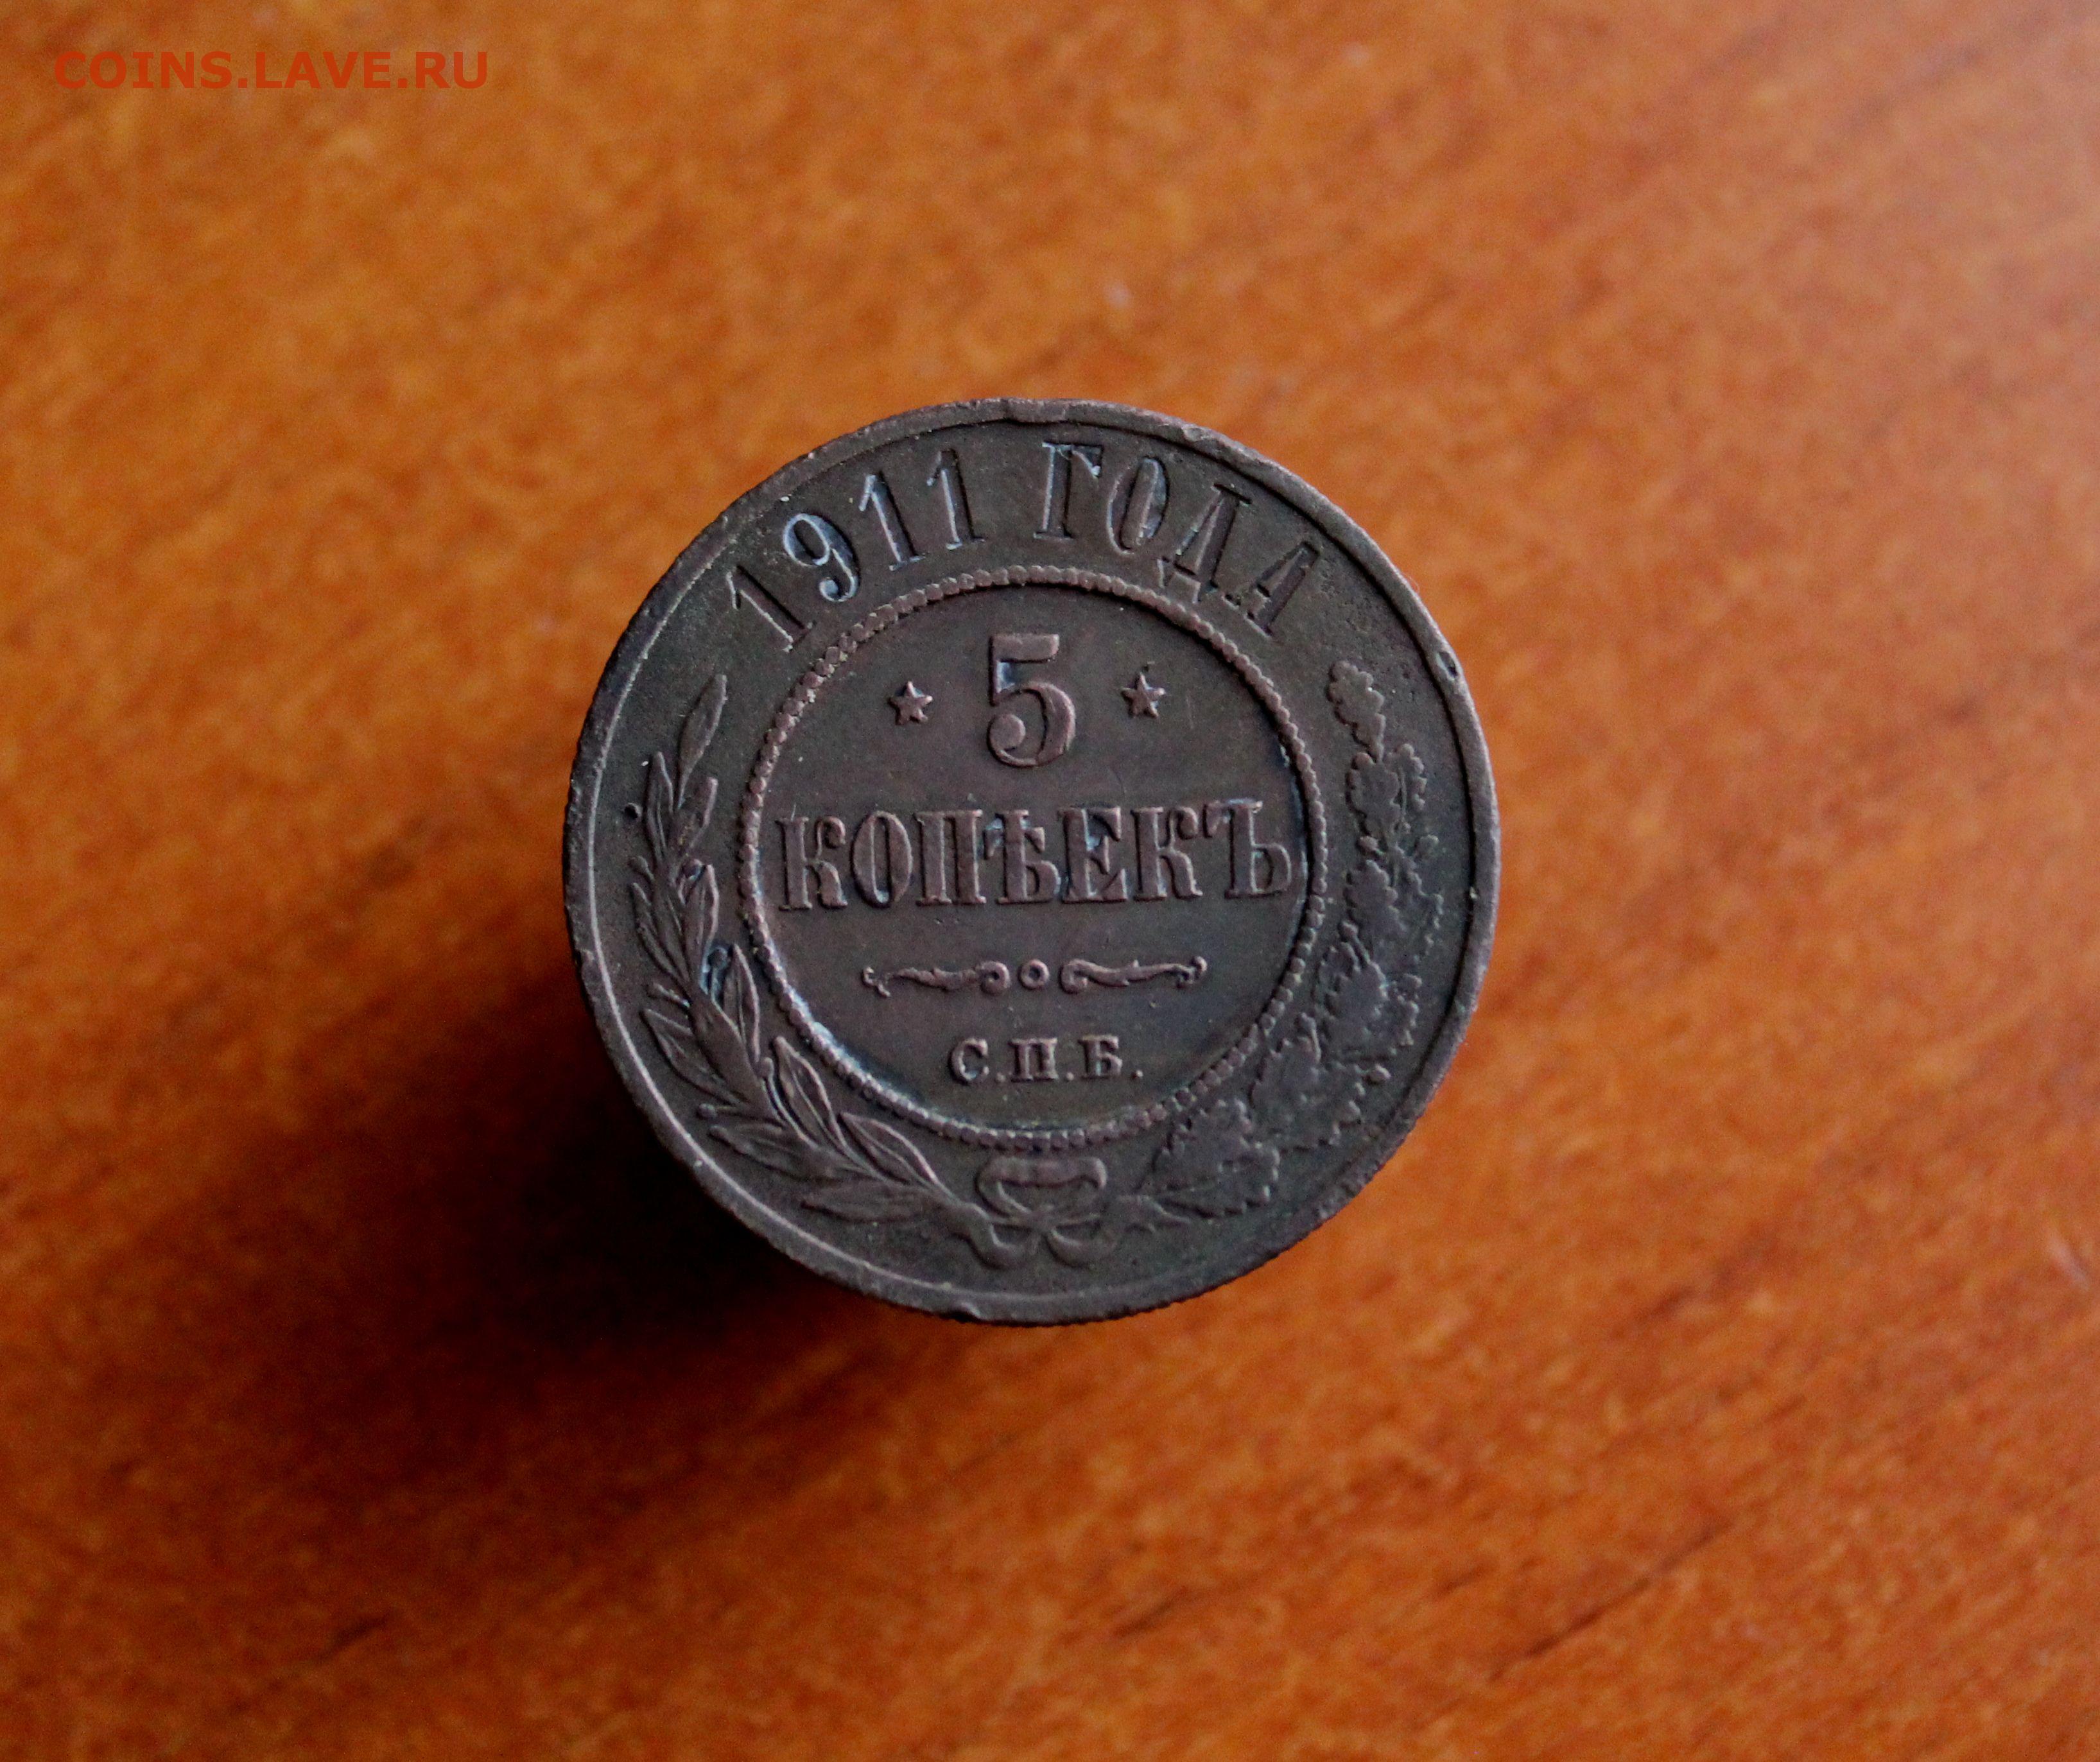 COINS.LAVE.RU
1911 ГОДА
5
КОПѢЕКЪ
С.П.Б.